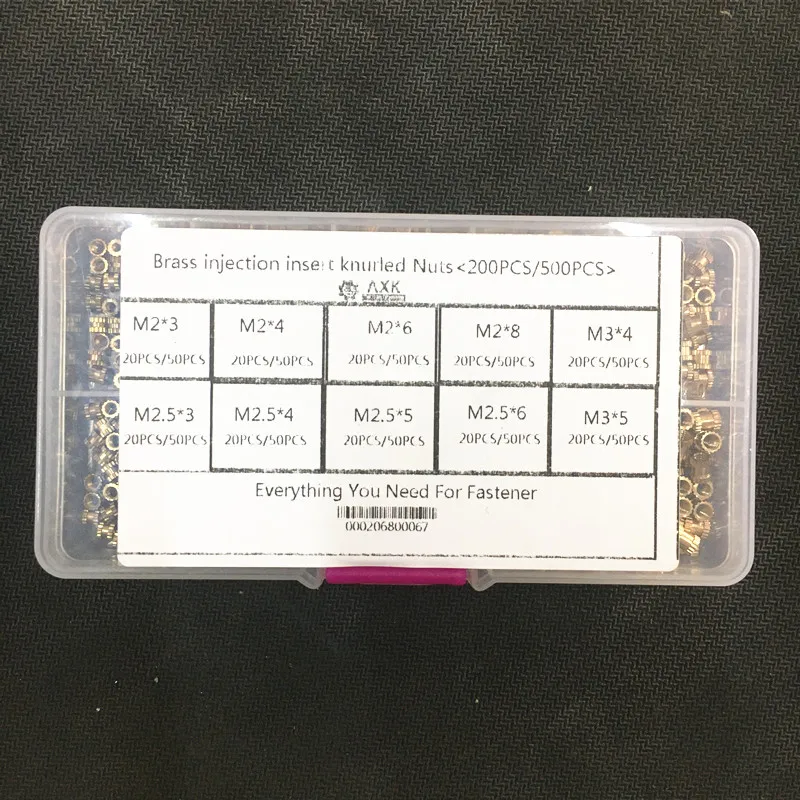 Brass injection insert knurled Nuts<200PCS/500PCS>
AXK
M2*3 M2*4 M2*6 M2*8 M3*4
20PCS/50PCS 20PCS/50PCS 20PCS/50PCS 20PCS/50PCS 20PCS/50PCS
M2.5*3 M2.5*4 M2.5*5 M2.5*6 M3*5
20PCS/50PCS 20PCS/50PCS 20PCS/50PCS 20PCS/50PCS 20PCS/50PCS
Everything You Need For Fastener
000206800067